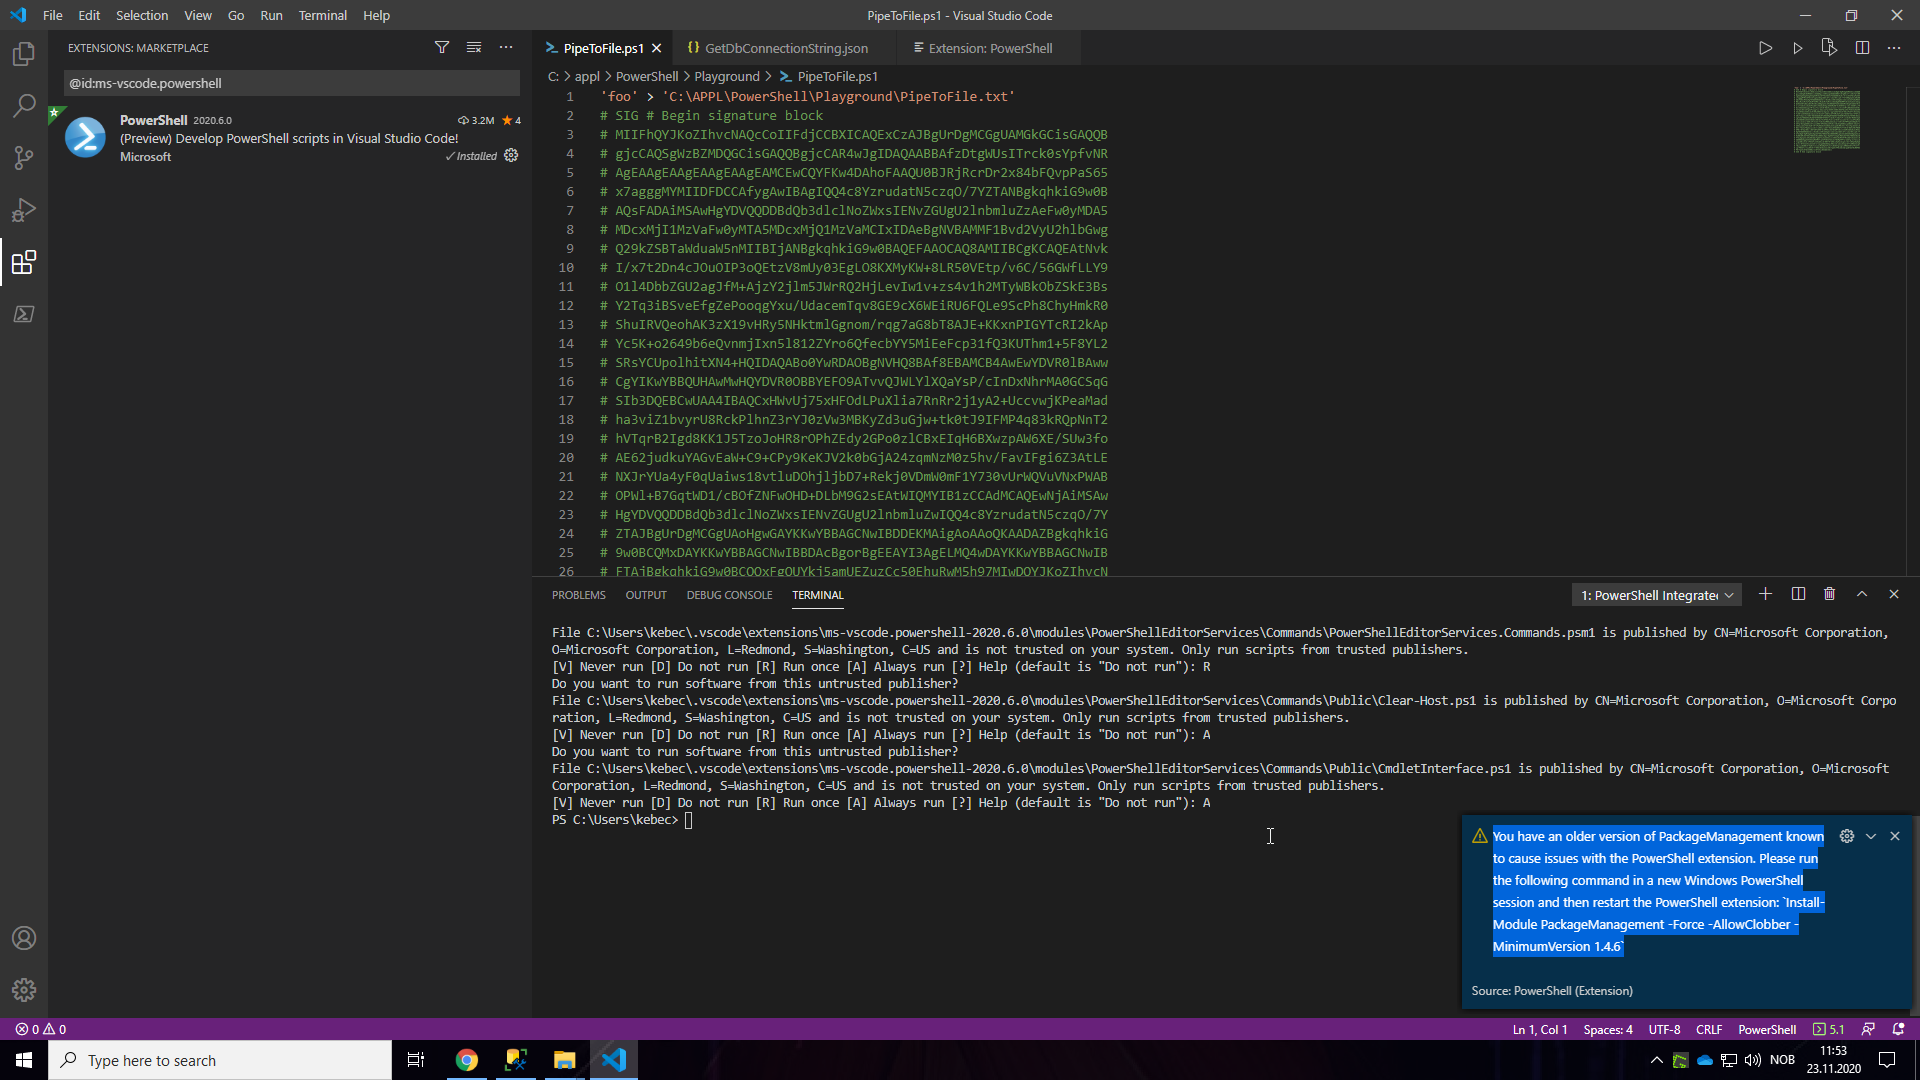 File Edit Selection View Go Run Terminal Help
PipeToFile.ps1 - Visual Studio Code
EXTENSIONS: MARKETPLACE
@id:ms-vscode.powershell
PowerShell 2020.6.0 3.2M 4
(Preview) Develop PowerShell scripts in Visual Studio Code!
Microsoft
Installed
PipeToFile.ps1
GetDbConnectionString.json
Extension: PowerShell
C: > appl > PowerShell > Playground > PipeToFile.ps1
1 'foo' > 'C:\APPL\PowerShell\Playground\PipeToFile.txt'
2 # SIG # Begin signature block
3 # MIIFhQYJKoZIhvcNAQcCoIIFdjCCBXICAQExCzAJBgUrDgMCGgUAMGkGCisGAQQB
4 # gjcCAQSgWzBZMDQGCisGAQQBgjcCAR4wJgIDAQAABBAfzDtgWUsITrck0sYpfvNR
5 # AgEAAgEAAgEAAgEAAgEAMCEwCQYFKw4DAhoFAAQU0BJRjRcrDr2x84bFQvpPaS65
6 # x7agggMYMIIDFDCCAfygAwIBAgIQQ4c8YzrudatN5czqO/7YZTANBgkqhkiG9w0B
7 # AQsFADAiMSAwHgYDVQQDDBdQb3dlclNoZWxsIENvZGUgU2lnbmluZzAeFw0yMDA5
8 # MDcxMjI1MzVaFw0yMTA5MDcxMjQ1MzVaMCIxIDAeBgNVBAMMF1Bvd2VyU2hlbGwg
9 # Q29kZSBTaWduaW5nMIIBIjANBgkqhkiG9w0BAQEFAAOCAQ8AMIIBCgKCAQEAtNvk
10 # I/x7t2Dn4cJOuOIP3oQEtzV8mUy03EgLO8KXMyKW+8LR50VEtp/v6C/56GWfLLY9
11 # O1l4DbbZGU2agJfM+AjzY2jlm5JWrRQ2HjLevIw1v+zs4v1h2MTyWBkObZSkE3Bs
12 # Y2Tq3iBSveEfgZePooqgYxu/UdacemTqv8GE9cX6WEiRU6FQLe9ScPh8ChyHmkR0
13 # ShuIRVQeohAK3zX19vHRy5NHktmlGgnom/rqg7aG8bT8AJE+KKxnPIGYTcRI2kAp
14 # Yc5K+o2649b6eQvnmjIxn5l812ZYro6QfecbYY5MiEeFcp31fQ3KUThm1+5F8YL2
15 # SRsYCUpolhitXN4+HQIDAQABo0YwRDAOBgNVHQ8BAf8EBAMCB4AwEwYDVR0lBAww
16 # CgYIKwYBBQUHAwMwHQYDVR0OBBYEFO9ATvvQJWLYlXQaYsP/cInDxNhrMA0GCSqG
17 # SIb3DQEBCwUAA4IBAQCxHWvUj75xHFOdLPuXlia7RnRr2j1yA2+UccvwjKPeaMad
18 # ha3viZ1bvyrU8RckPlhnZ3rYJ0zVw3MBKyZd3uGjw+tk0tJ9IFMP4q83kRQpNnT2
19 # hVTqrB2Igd8KK1J5TzoJoHR8rOPhZEdy2GPo0zlCBxEIqH6BXwzpAW6XE/SUw3fo
20 # AE62judkuYAGvEaW+C9+CPy9KeKJV2k0bGjA24zqmNzM0z5hv/FavIFgi6Z3AtLE
21 # NXJrYUa4yF0qUaiws18vtluDOhjljbD7+Rekj0VDmW0mF1Y730vUrWQVuVNxPWAB
22 # OPWl+B7GqtWD1/cBOfZNFwOHD+DLbM9G2sEAtWIQMYIB1zCCAdMCAQEwNjAiMSAw
23 # HgYDVQQDDBdQb3dlclNoZWxsIENvZGUgU2lnbmluZwIQQ4c8YzrudatN5czqO/7Y
24 # ZTAJBgUrDgMCGgUAoHgwGAYKKwYBBAGCNwIBDDEKMAigAoAAoQKAADAZBgkqhkiG
25 # 9w0BCQMxDAYKKwYBBAGCNwIBBDAcBgorBgEEAYI3AgELMQ4wDAYKKwYBBAGCNwIB
26
PROBLEMS OUTPUT DEBUG CONSOLE TERMINAL
1: PowerShell Integrate
File C:\Users\kebec\.vscode\extensions\ms-vscode.powershell-2020.6.0\modules\PowerShellEditorServices\Commands\PowerShellEditorServices.Commands.psm1 is published by CN=Microsoft Corporation,
O=Microsoft Corporation, L=Redmond, S=Washington, C=US and is not trusted on your system. Only run scripts from trusted publishers.
[V] Never run [D] Do not run [R] Run once [A] Always run [?] Help (default is "Do not run"): R
Do you want to run software from this untrusted publisher?
File C:\Users\kebec\.vscode\extensions\ms-vscode.powershell-2020.6.0\modules\PowerShellEditorServices\Commands\Public\Clear-Host.ps1 is published by CN=Microsoft Corporation, O=Microsoft Corpo
ration, L=Redmond, S=Washington, C=US and is not trusted on your system. Only run scripts from trusted publishers.
[V] Never run [D] Do not run [R] Run once [A] Always run [?] Help (default is "Do not run"): A
Do you want to run software from this untrusted publisher?
File C:\Users\kebec\.vscode\extensions\ms-vscode.powershell-2020.6.0\modules\PowerShellEditorServices\Commands\Public\CmdletInterface.ps1 is published by CN=Microsoft Corporation, O=Microsoft
Corporation, L=Redmond, S=Washington, C=US and is not trusted on your system. Only run scripts from trusted publishers.
[V] Never run [D] Do not run [R] Run once [A] Always run [?] Help (default is "Do not run"): A
PS C:\Users\kebec>
You have an older version of PackageManagement known
to cause issues with the PowerShell extension. Please run
the following command in a new Windows PowerShell
session and then restart the PowerShell extension: `Install-
Module PackageManagement -Force -AllowClobber -
MinimumVersion 1.4.6`
Source: PowerShell (Extension)
0 0
Ln 1, Col 1 Spaces: 4 UTF-8 CRLF PowerShell 5.1
Type here to search
NOB
11:53
23.11.2020